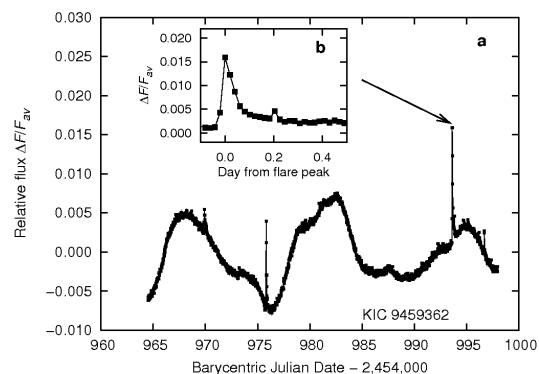 0.030
0.025
0.020
0.015
0.010
0.005
0.000
−0.005
−0.010
Relative flux ΔF/Fav
a
b
0.020
0.015
0.010
0.005
0.000
ΔF/Fav
0.0 0.2 0.4
Day from flare peak
KIC 9459362
960 965 970 975 980 985 990 995 1000
Barycentric Julian Date − 2,454,000